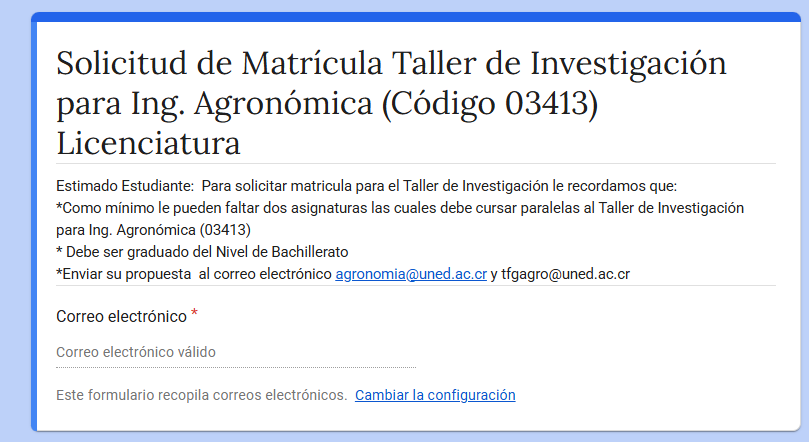 Solicitud de Matrícula Taller de Investigación
para Ing. Agronómica (Código 03413)
Licenciatura
Estimado Estudiante:  Para solicitar matricula para el Taller de Investigación le recordamos que:
*Como mínimo le pueden faltar dos asignaturas las cuales debe cursar paralelas al Taller de Investigación
para Ing. Agronómica (03413)
* Debe ser graduado del Nivel de Bachillerato
*Enviar su propuesta  al correo electrónico agronomia@uned.ac.cr y tfgagro@uned.ac.cr
Correo electrónico *
Correo electrónico válido
Este formulario recopila correos electrónicos.  Cambiar la configuración